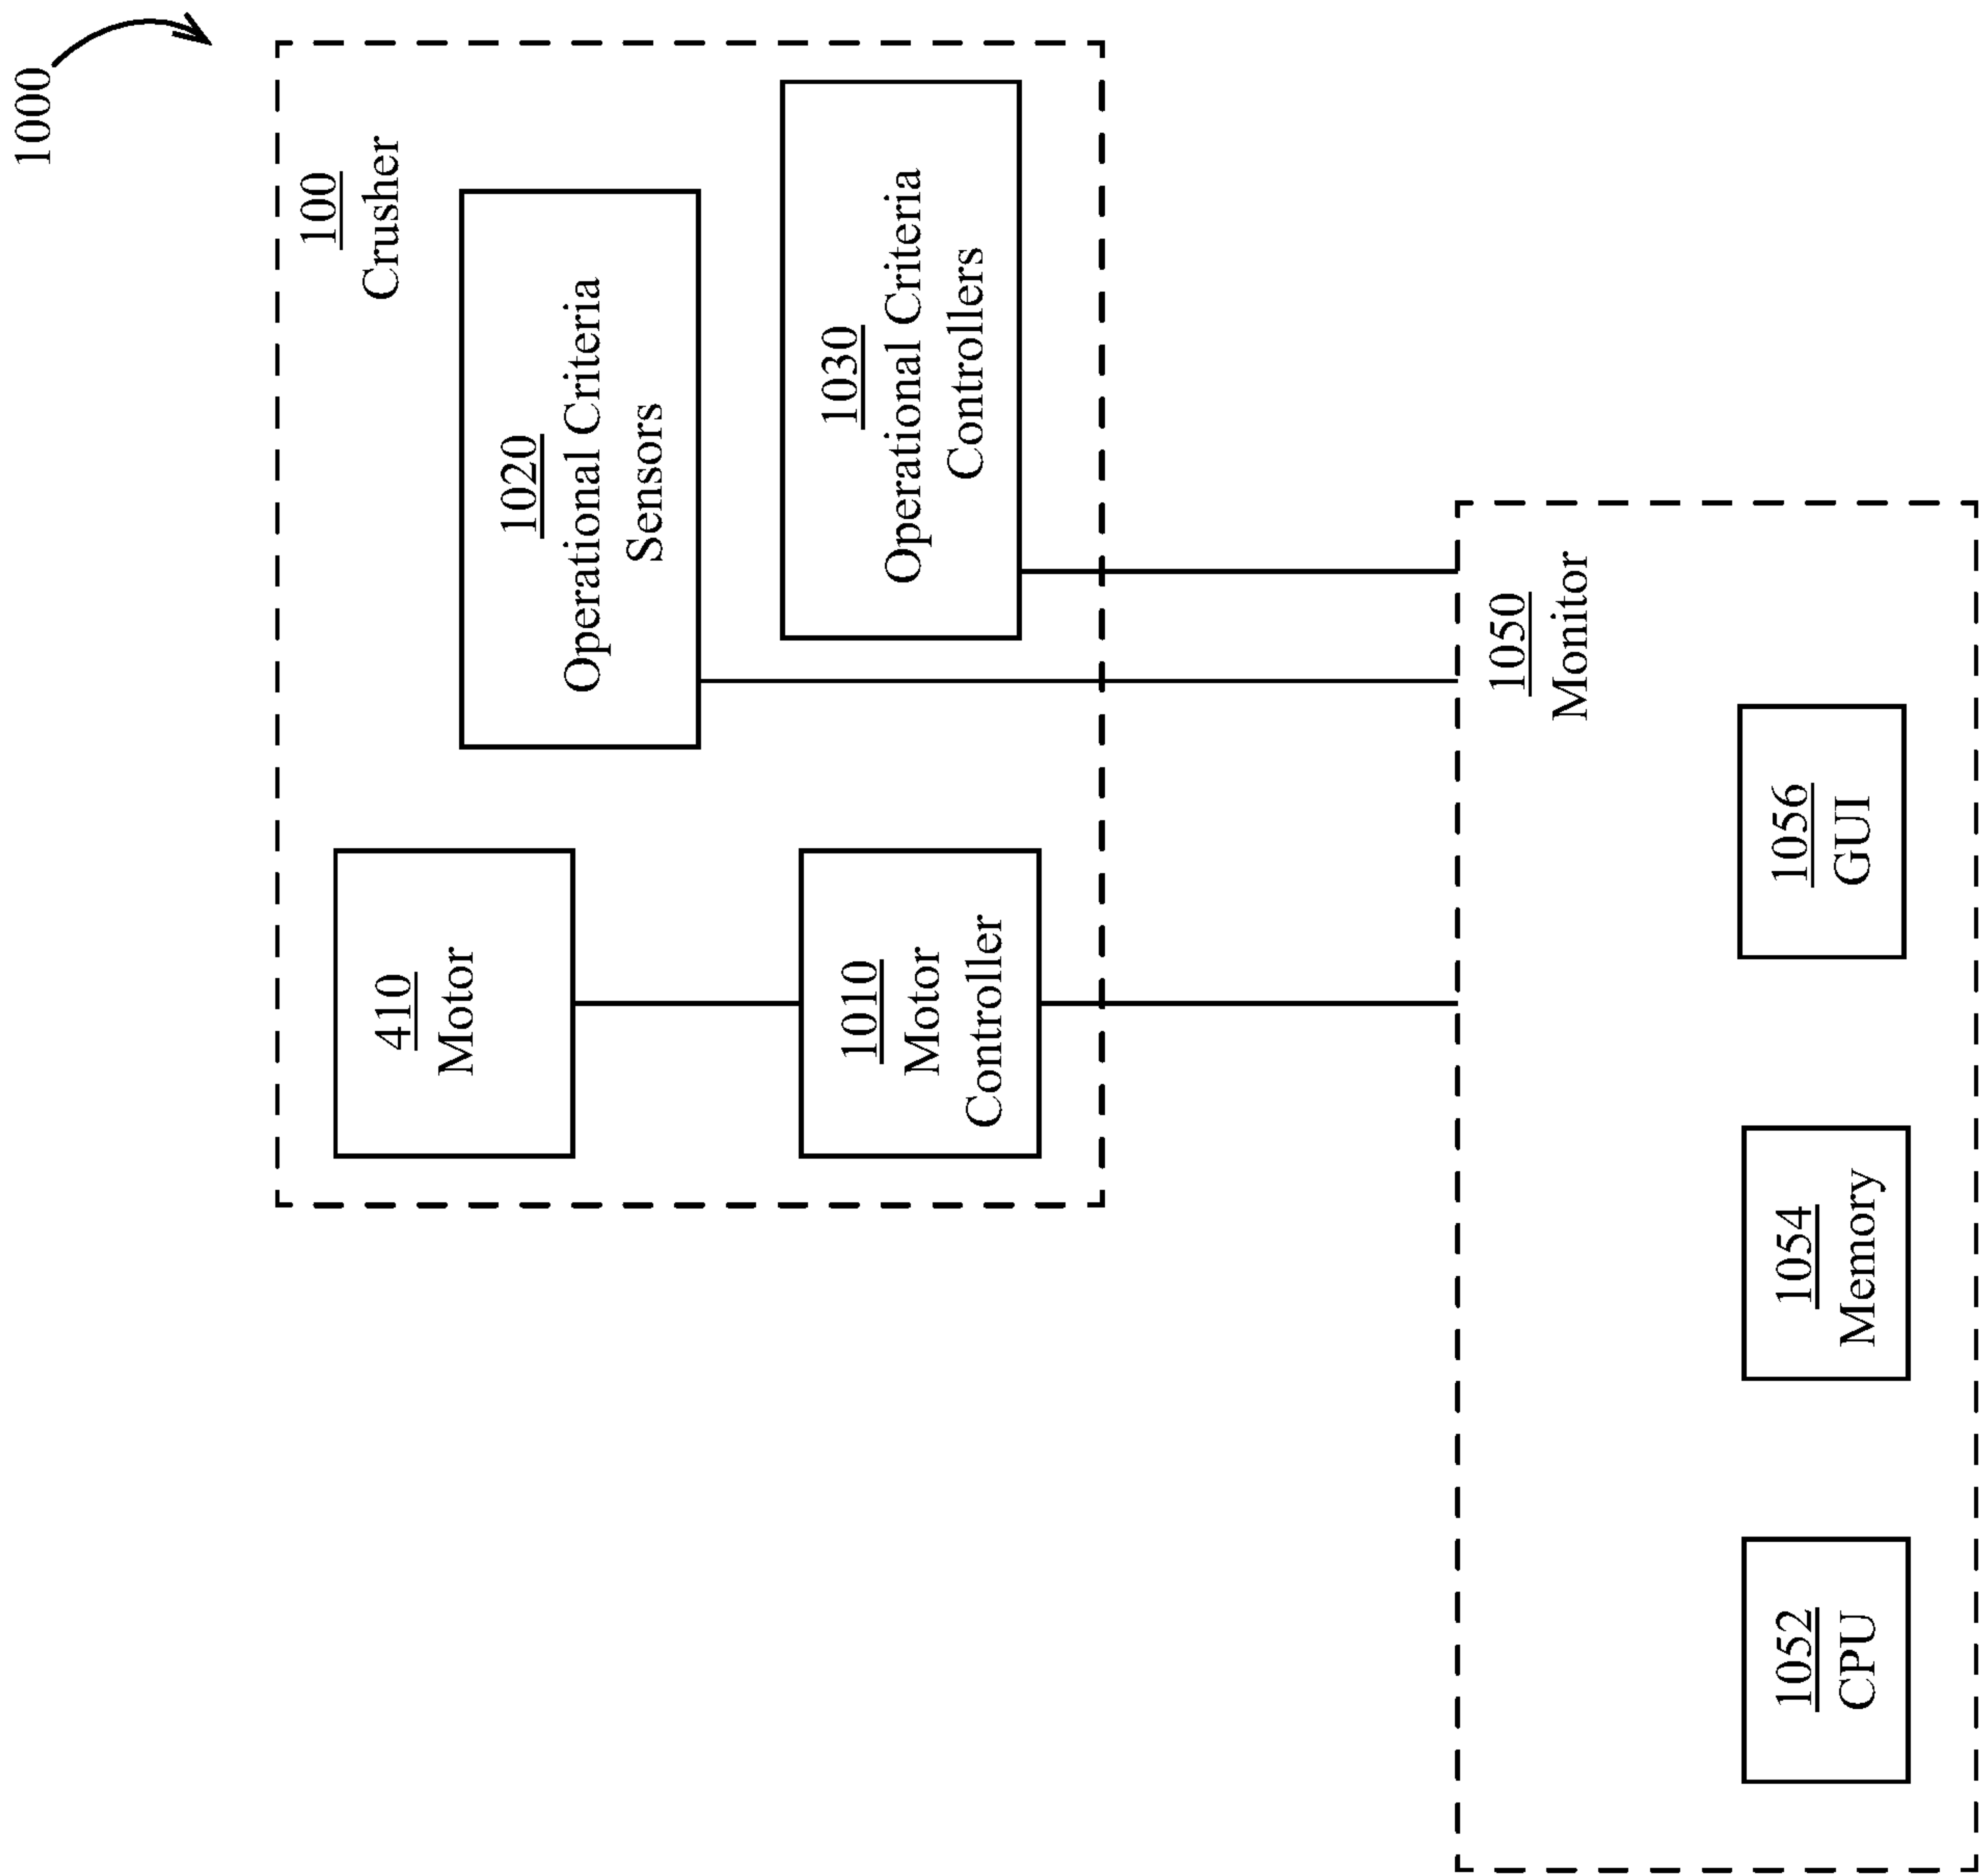 1000
100
Crusher
410
Motor
1020
Operational Criteria
Sensors
1010
Motor
Controller
1030
Operational Criteria
Controllers
1050
Monitor
1052
CPU
1054
Memory
1056
GUI